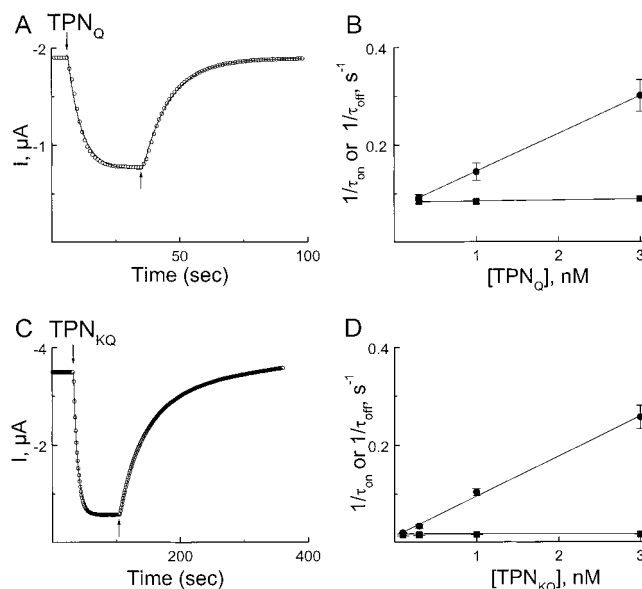 A
TPN_Q
-2
-1
I, µA
50
100
Time (sec)
B
0.4
0.2
1/τ_on or 1/τ_off, s⁻¹
0
2
3
1
[TPN_Q], nM
C
TPN_KQ
-4
-2
I, µA
200
400
Time (sec)
D
0.4
0.2
1/τ_on or 1/τ_off, s⁻¹
0
1
2
3
[TPN_KQ], nM